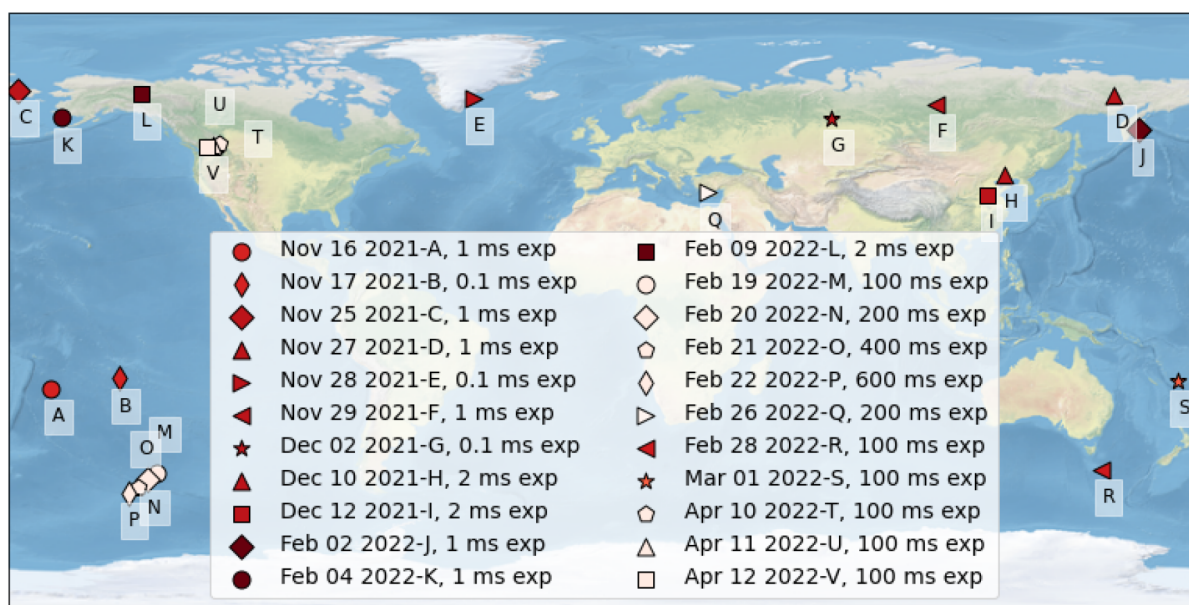 C
K
L
U
T
V
E
G
F
D
J
H
I
Q
A
B
M
O
N
P
S
R
Nov 16 2021-A, 1 ms exp
Nov 17 2021-B, 0.1 ms exp
Nov 25 2021-C, 1 ms exp
Nov 27 2021-D, 1 ms exp
Nov 28 2021-E, 0.1 ms exp
Nov 29 2021-F, 1 ms exp
Dec 02 2021-G, 0.1 ms exp
Dec 10 2021-H, 2 ms exp
Dec 12 2021-I, 2 ms exp
Feb 02 2022-J, 1 ms exp
Feb 04 2022-K, 1 ms exp
Feb 09 2022-L, 2 ms exp
Feb 19 2022-M, 100 ms exp
Feb 20 2022-N, 200 ms exp
Feb 21 2022-O, 400 ms exp
Feb 22 2022-P, 600 ms exp
Feb 26 2022-Q, 200 ms exp
Feb 28 2022-R, 100 ms exp
Mar 01 2022-S, 100 ms exp
Apr 10 2022-T, 100 ms exp
Apr 11 2022-U, 100 ms exp
Apr 12 2022-V, 100 ms exp